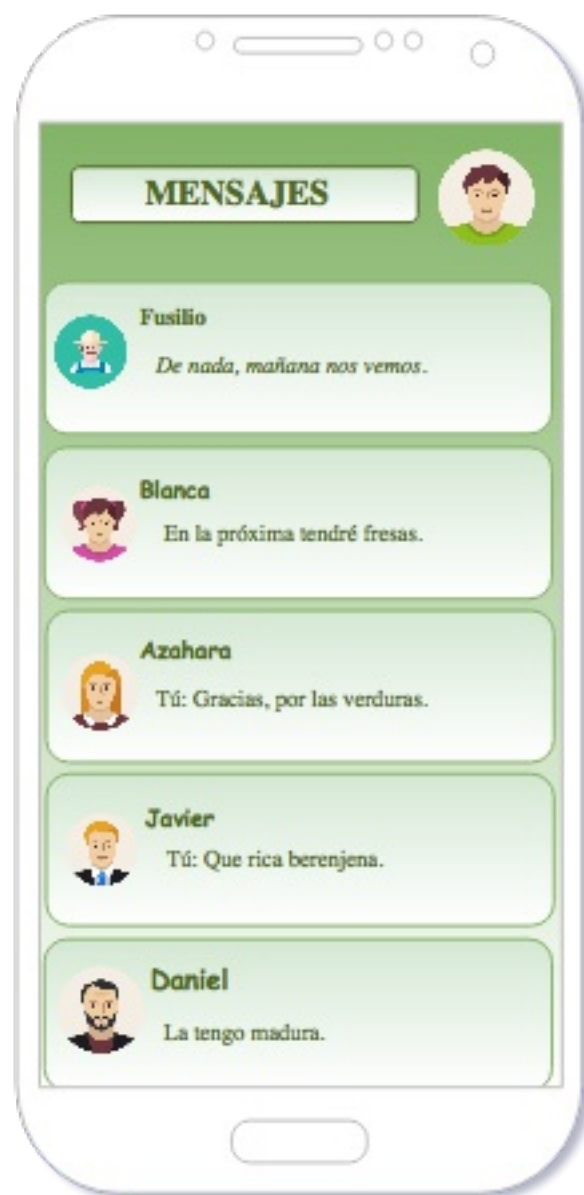 MENSAJES
Fusilio
De nada, mañana nos vemos.
Blanca
En la próxima tendré fresas.
Azahara
Tú: Gracias, por las verduras.
Javier
Tú: Que rica berenjena.
Daniel
La tengo madura.